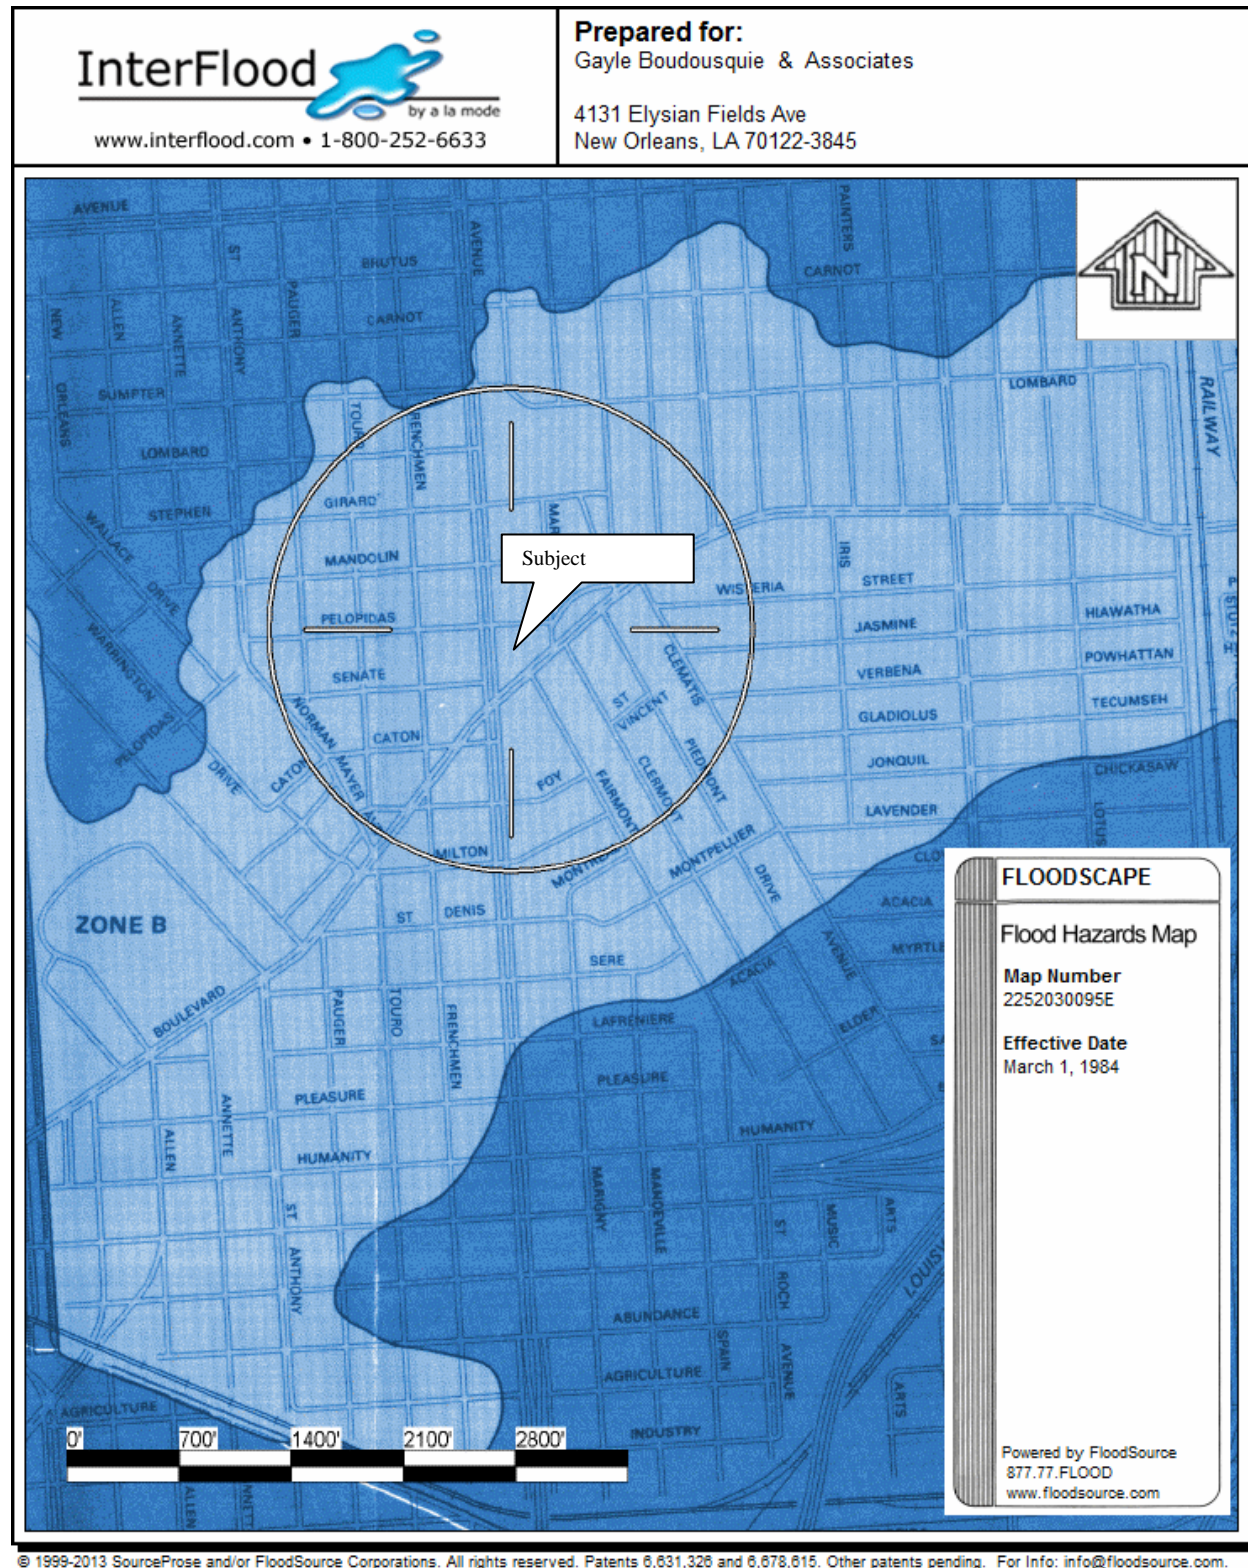 InterFlood
by a la mode
www.interflood.com • 1-800-252-6633
Prepared for:
Gayle Boudousquie & Associates
4131 Elysian Fields Ave
New Orleans, LA 70122-3845
AVENUE
ST
BRUTUS
AVENUE
PAINTERS
CARNOT
N
NEW
ALLEN
ANNETTE
ANTHONY
PAUGER
CARNOT
ORLEANS
SUMPTER
LOMBARD
RAILWAY
TOURO
FRENCHMEN
LOMBARD
GIRARD
STEPHEN
WALLACE
DRIVE
MANDOLIN
Subject
IRIS
WISTERIA
STREET
PELOPIDAS
JASMINE
HIAWATHA
WARRINGTON
SENATE
CLEMATIS
VERBENA
POWHATTAN
ST
VINCENT
GLADIOLUS
TECUMSEH
NORMAN MAYER AVE
PELOPIDAS
DRIVE
CATON
CATON
FOY
FAIRMONT
CLERMONT
PIEDMONT
JONQUIL
CHICKASAW
LAVENDER
LOTUS
MILTON
MONTREAL
MONTPELLIER
DRIVE
ZONE B
ST
DENIS
ACACIA
AVENUE
MYRTLE
SERE
ACACIA
BOULEVARD
PAUGER
TOURO
FRENCHMEN
LAFRENIERE
ELDER
PLEASURE
PLEASURE
ANNETTE
ALLEN
HUMANITY
HUMANITY
ST
ANTHONY
MARIGNY
MANDEVILLE
ST
ROCH
AVENUE
MUSIC
ARTS
ABUNDANCE
SPAIN
AGRICULTURE
AGRICULTURE
INDUSTRY
ARTS
ALLEN
0'
700'
1400'
2100'
2800'
FLOODSCAPE
Flood Hazards Map
Map Number
2252030095E
Effective Date
March 1, 1984
Powered by FloodSource
877.77.FLOOD
www.floodsource.com
© 1999-2013 SourceProse and/or FloodSource Corporations. All rights reserved. Patents 6,631,326 and 6,678,615. Other patents pending. For Info: info@floodsource.com.